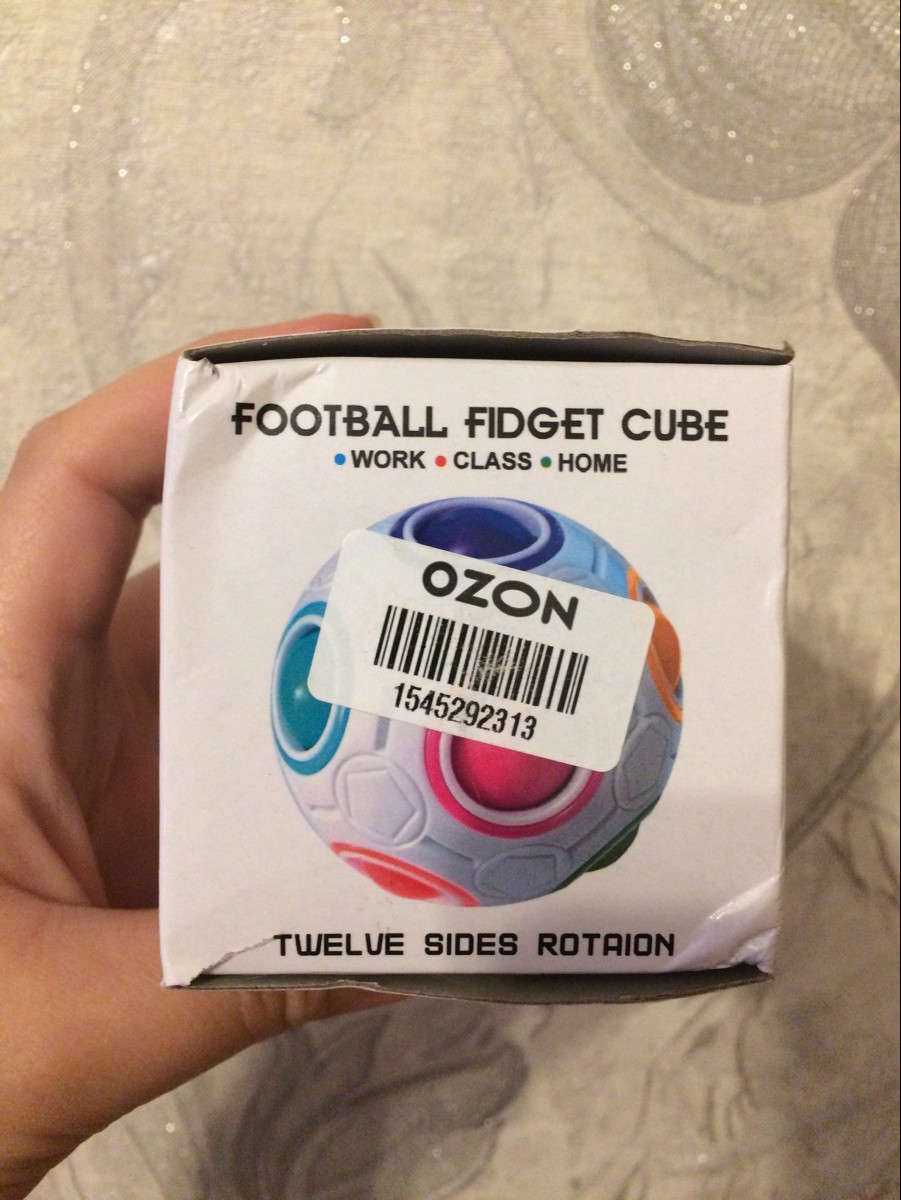 FOOTBALL FIDGET CUBE
• WORK • CLASS • HOME
OZON
1545292313
TWELVE SIDES ROTAION